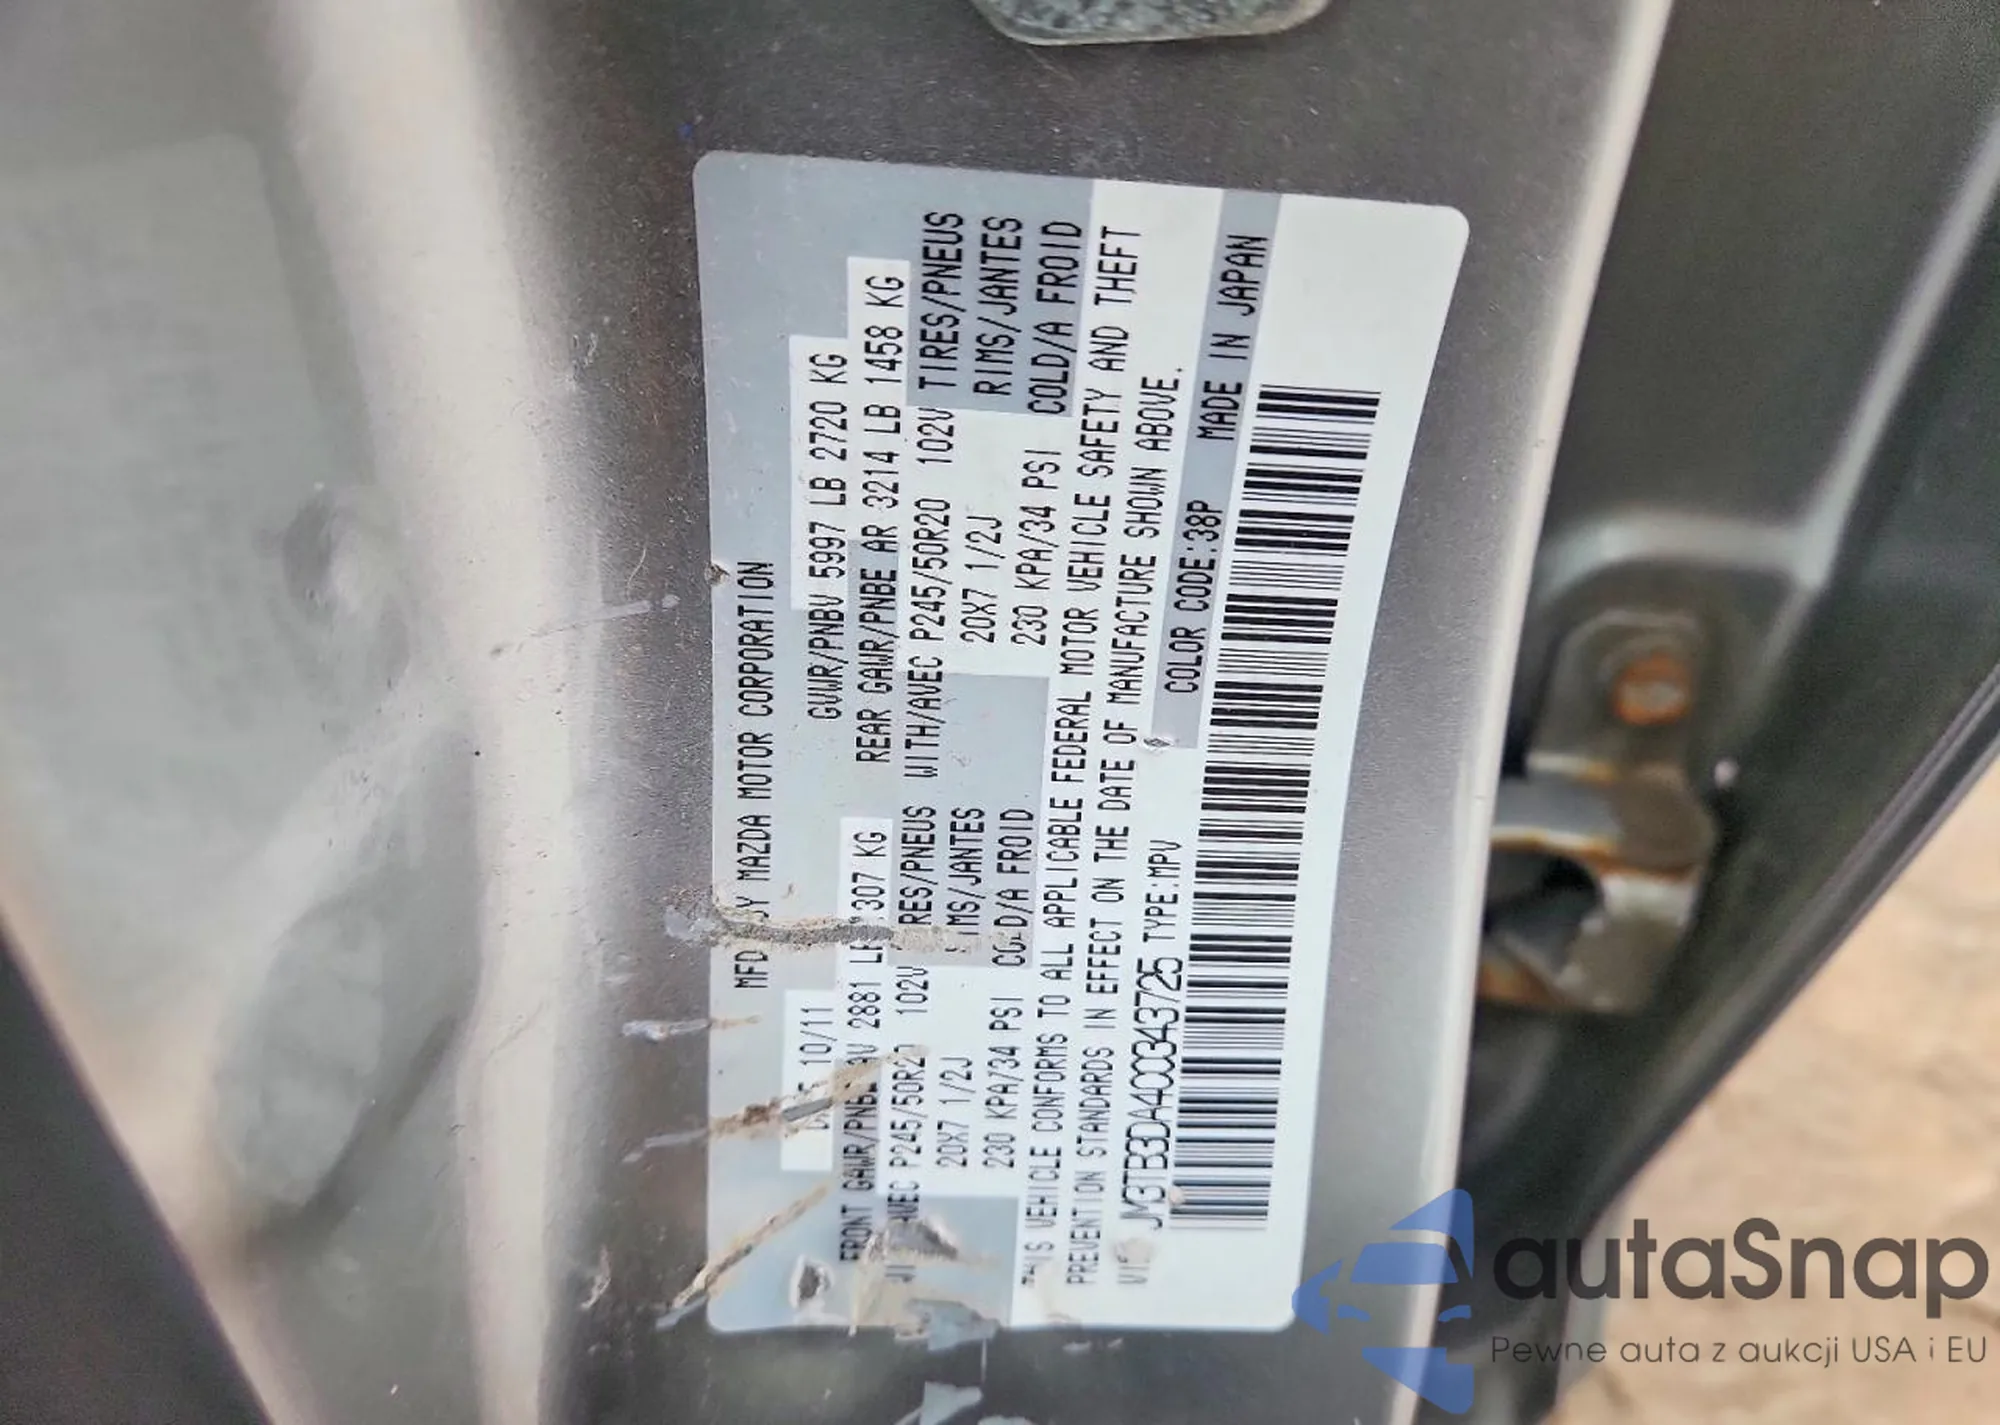 MFD BY MAZDA MOTOR CORPORATION
10/11 GVWR/PNBV 5997 LB 2720 KG
FRONT GAWR/PNBE AV 2881 LB 1307 KG REAR GAWR/PNBE AR 3214 LB 1458 KG
AVEC P245/50R20 102V TIRES/PNEUS WITH/AVEC P245/50R20 102V TIRES/PNEUS
20X7 1/2J RIMS/JANTES 20X7 1/2J RIMS/JANTES
230 KPA/34 PSI COLD/A FROID 230 KPA/34 PSI COLD/A FROID
THIS VEHICLE CONFORMS TO ALL APPLICABLE FEDERAL MOTOR VEHICLE SAFETY AND THEFT
PREVENTION STANDARDS IN EFFECT ON THE DATE OF MANUFACTURE SHOWN ABOVE.
JM3TB3DA4C0343725 TYPE:MPV COLOR CODE:38P MADE IN JAPAN
autaSnap
Pewne auta z aukcji USA i EU